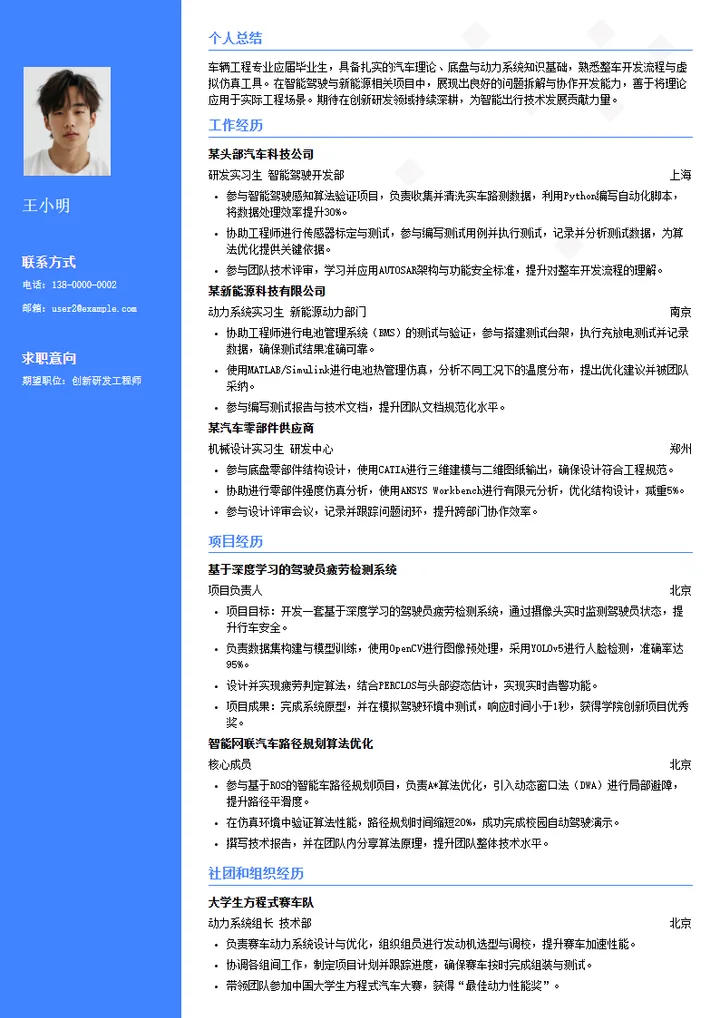 王小明
联系方式
电话：138-0000-0002
邮箱：user2@example.com
求职意向
期望职位：创新研发工程师
个人总结
车辆工程专业应届毕业生，具备扎实的汽车理论、底盘与动力系统知识基础，熟悉整车开发流程与虚
拟仿真工具。在智能驾驶与新能源相关项目中，展现出良好的问题拆解与协作开发能力，善于将理论
应用于实际工程场景。期待在创新研发领域持续深耕，为智能出行技术发展贡献力量。
工作经历
某头部汽车科技公司
研发实习生 智能驾驶开发部 上海
• 参与智能驾驶感知算法验证项目，负责收集并清洗实车路测数据，利用Python编写自动化脚本，
将数据处理效率提升30%。
• 协助工程师进行传感器标定与测试，参与编写测试用例并执行测试，记录并分析测试数据，为算
法优化提供关键依据。
• 参与团队技术评审，学习并应用AUTOSAR架构与功能安全标准，提升对整车开发流程的理解。
某新能源科技有限公司
动力系统实习生 新能源动力部门 南京
• 协助工程师进行电池管理系统（BMS）的测试与验证，参与搭建测试台架，执行充放电测试并记录
数据，确保测试结果准确可靠。
• 使用MATLAB/Simulink进行电池热管理仿真，分析不同工况下的温度分布，提出优化建议并被团队
采纳。
• 参与编写测试报告与技术文档，提升团队文档规范化水平。
某汽车零部件供应商
机械设计实习生 研发中心 郑州
• 参与底盘零部件结构设计，使用CATIA进行三维建模与二维图纸输出，确保设计符合工程规范。
• 协助进行零部件强度仿真分析，使用ANSYS Workbench进行有限元分析，优化结构设计，减重5%。
• 参与设计评审会议，记录并跟踪问题闭环，提升跨部门协作效率。
项目经历
基于深度学习的驾驶员疲劳检测系统
项目负责人 北京
• 项目目标：开发一套基于深度学习的驾驶员疲劳检测系统，通过摄像头实时监测驾驶员状态，提
升行车安全。
• 负责数据集构建与模型训练，使用OpenCV进行图像预处理，采用YOLOv5进行人脸检测，准确率达
95%。
• 设计并实现疲劳判定算法，结合PERCLOS与头部姿态估计，实现实时告警功能。
• 项目成果：完成系统原型，并在模拟驾驶环境中测试，响应时间小于1秒，获得学院创新项目优秀
奖。
智能网联汽车路径规划算法优化
核心成员 北京
• 参与基于ROS的智能车路径规划项目，负责A*算法优化，引入动态窗口法（DWA）进行局部避障，
提升路径平滑度。
• 在仿真环境中验证算法性能，路径规划时间缩短20%，成功完成校园自动驾驶演示。
• 撰写技术报告，并在团队内分享算法原理，提升团队整体技术水平。
社团和组织经历
大学生方程式赛车队
动力系统组长 技术部 北京
• 负责赛车动力系统设计与优化，组织组员进行发动机选型与调校，提升赛车加速性能。
• 协调各组间工作，制定项目计划并跟踪进度，确保赛车按时完成组装与测试。
• 带领团队参加中国大学生方程式汽车大赛，获得“最佳动力性能奖”。